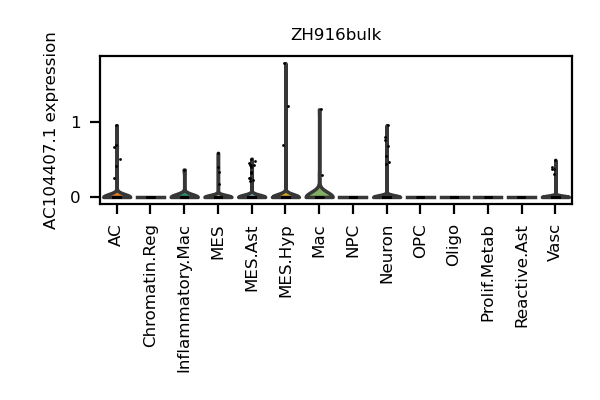 ZH916bulk
AC104407.1 expression
1
0
AC
Chromatin.Reg
Inflammatory.Mac
MES
MES.Ast
MES.Hyp
Mac
NPC
Neuron
OPC
Oligo
Prolif.Metab
Reactive.Ast
Vasc